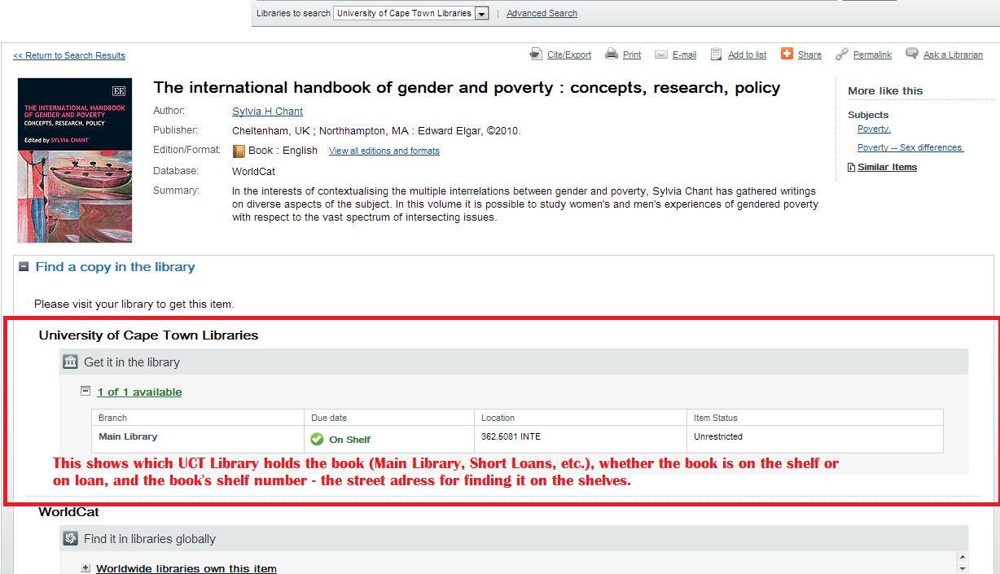 Libraries to search University of Cape Town Libraries | Advanced Search
<< Return to Search Results
Cite/Export Print E-mail Add to list Share Permalink Ask a Librarian
EE
THE INTERNATIONAL HANDBOOK
OF GENDER AND POVERTY
CONCEPTS, RESEARCH, POLICY
Edited by SYLVIA CHANT
The international handbook of gender and poverty : concepts, research, policy
Author: Sylvia H Chant
Publisher: Cheltenham, UK ; Northhampton, MA : Edward Elgar, ©2010.
Edition/Format: Book : English View all editions and formats
Database: WorldCat
Summary: In the interests of contextualising the multiple interrelations between gender and poverty, Sylvia Chant has gathered writings
on diverse aspects of the subject. In this volume it is possible to study women's and men's experiences of gendered poverty
with respect to the vast spectrum of intersecting issues.
More like this
Subjects
Poverty.
Poverty -- Sex differences.
Similar Items
Find a copy in the library
Please visit your library to get this item.
University of Cape Town Libraries
Get it in the library
1 of 1 available
Branch Due date Location Item Status
Main Library On Shelf 362.5081 INTE Unrestricted
This shows which UCT Library holds the book (Main Library, Short Loans, etc.), whether the book is on the shelf or
on loan, and the book's shelf number - the street adress for finding it on the shelves.
WorldCat
Find it in libraries globally
Worldwide libraries own this item